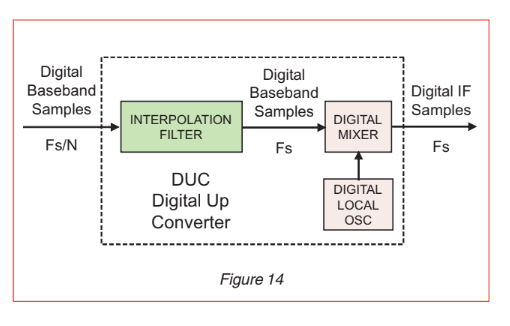 Digital
Baseband
Samples
Fs/N
INTERPOLATION
FILTER
Digital
Baseband
Samples
Fs
DIGITAL
MIXER
Digital IF
Samples
Fs
DUC
Digital Up
Converter
DIGITAL
LOCAL
OSC
Figure 14